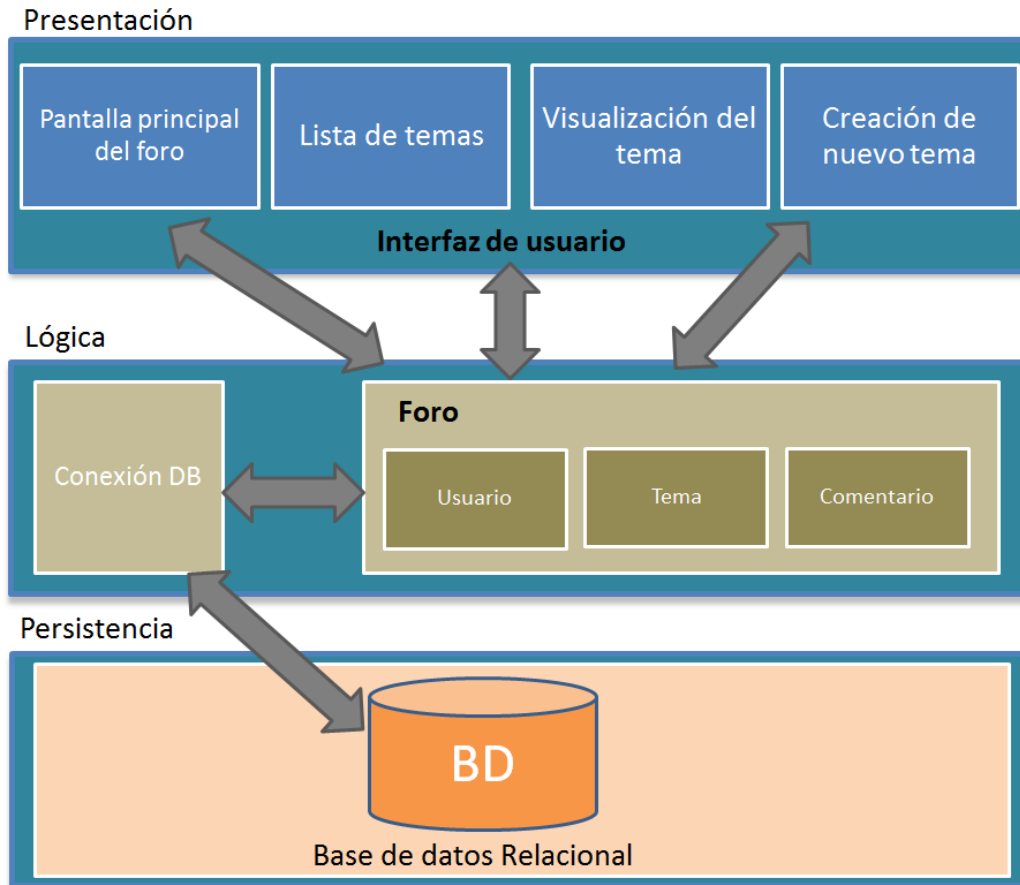 Presentación
Pantalla principal
del foro
Lista de temas
Visualización del
tema
Creación de
nuevo tema
Interfaz de usuario
Lógica
Conexión DB
Foro
Usuario
Tema
Comentario
Persistencia
BD
Base de datos Relacional